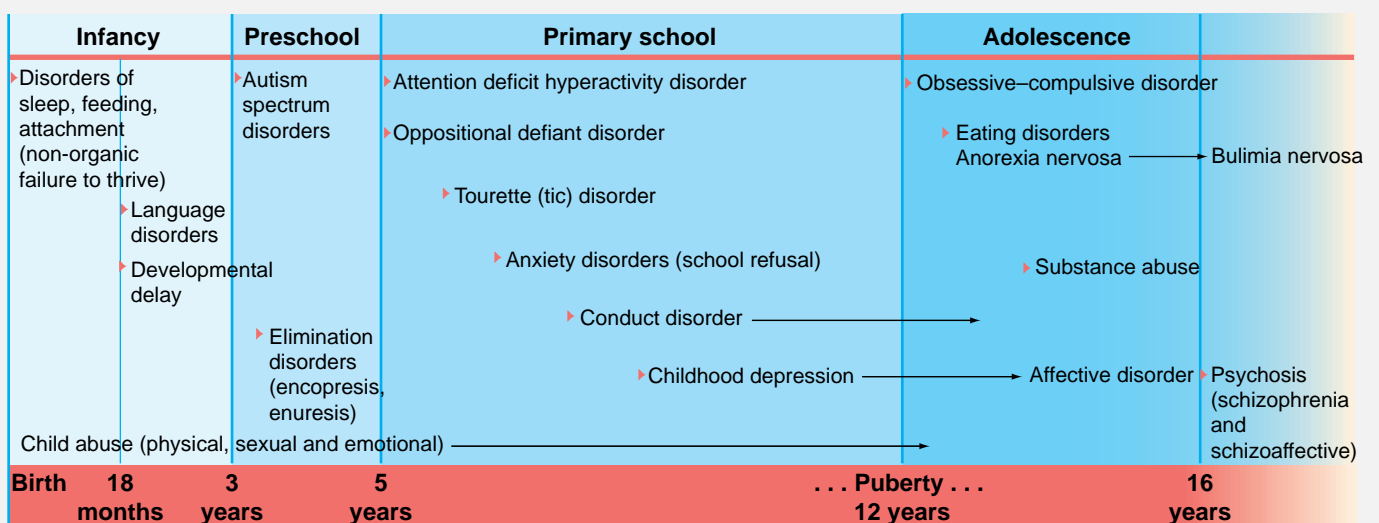 Infancy
Preschool
Primary school
Adolescence
Disorders of
sleep, feeding,
attachment
(non-organic
failure to thrive)
Language
disorders
Developmental
delay
Autism
spectrum
disorders
Elimination
disorders
(encopresis,
enuresis)
Attention deficit hyperactivity disorder
Oppositional defiant disorder
Tourette (tic) disorder
Anxiety disorders (school refusal)
Conduct disorder
Childhood depression
Obsessive–compulsive disorder
Eating disorders
Anorexia nervosa
Bulimia nervosa
Substance abuse
Affective disorder
Psychosis
(schizophrenia
and
schizoaffective)
Child abuse (physical, sexual and emotional)
Birth
18
months
3
years
5
years
. . . Puberty . . .
12 years
16
years